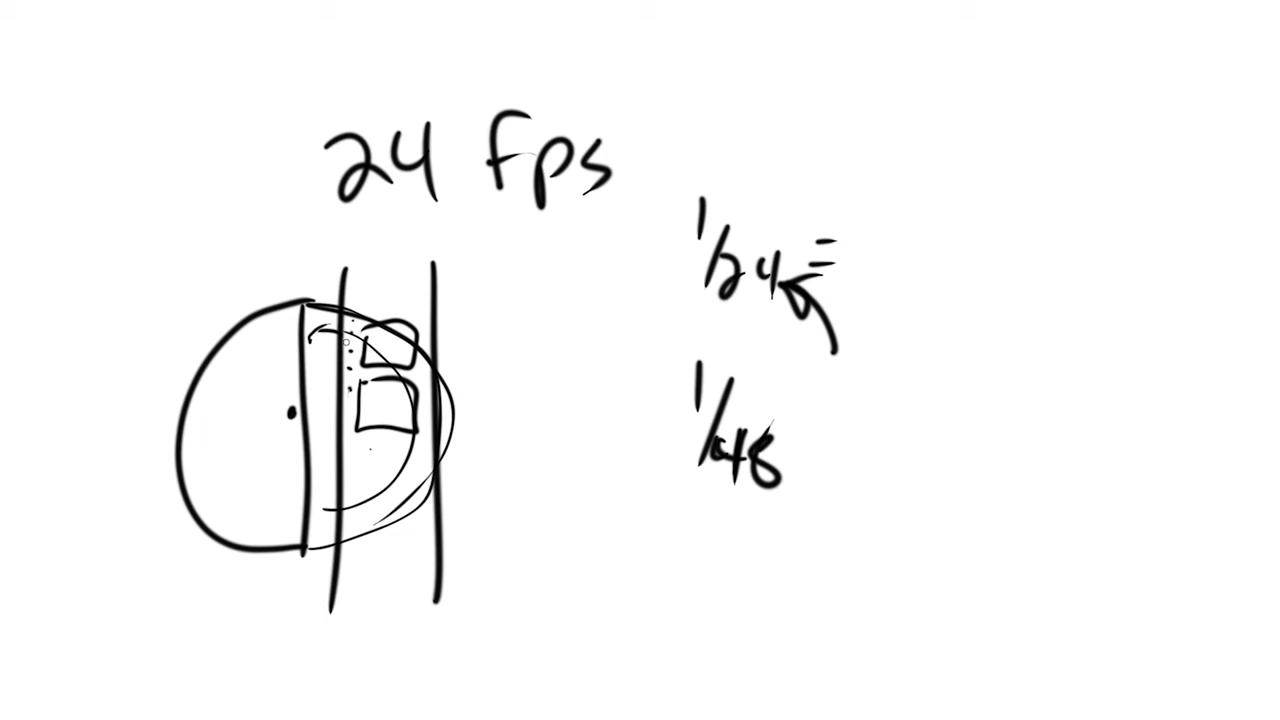 24 fps
1/24 =
1/48